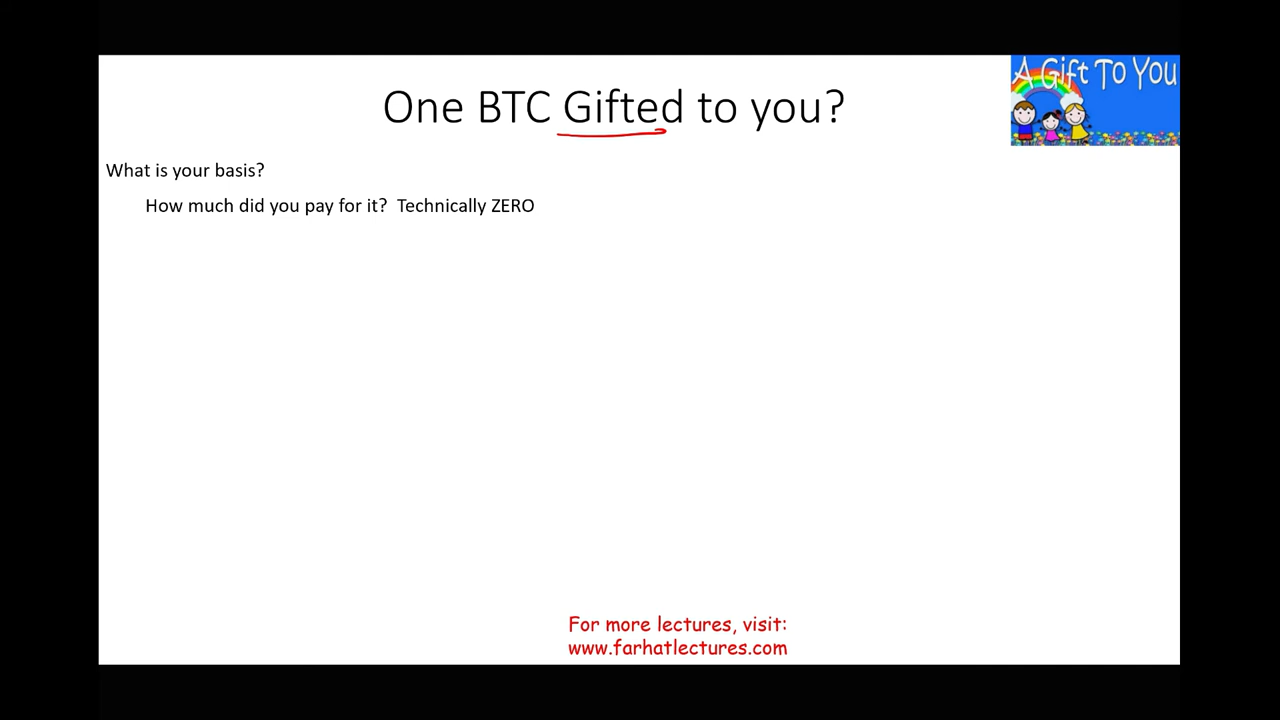 A Gift To You
One BTC Gifted to you?
What is your basis?
How much did you pay for it?  Technically ZERO
For more lectures, visit:
www.farhatlectures.com